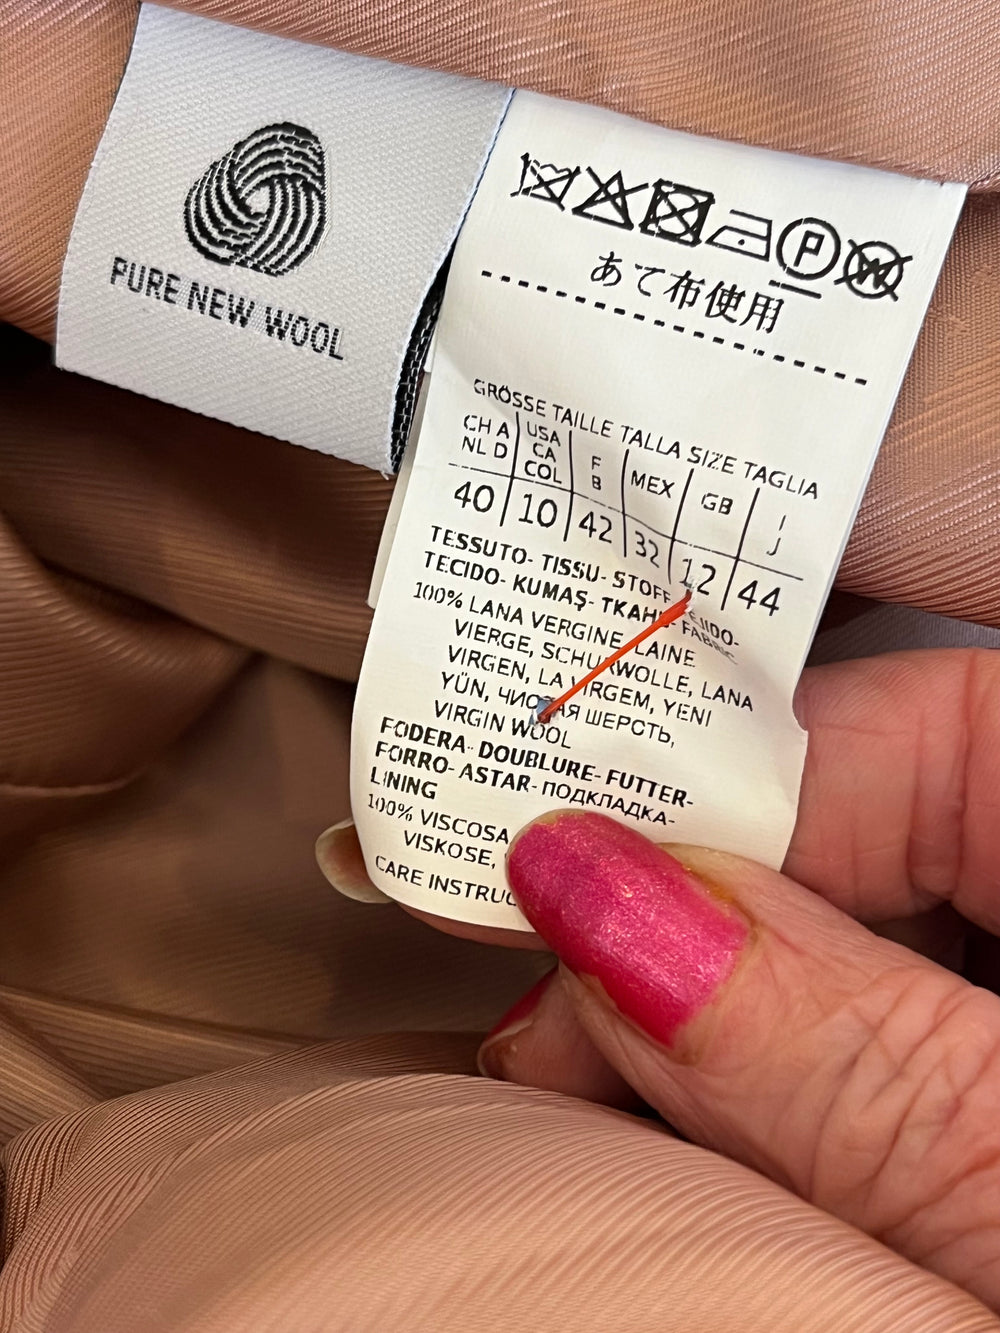 PURE NEW WOOL
P
W
あて布使用
GRÖSSE TAILLE TALLA SIZE TAGLIA
CH A NL D USA CA COL F B MEX GB I J
40 10 42 32 12 44
TESSUTO- TISSU- STOFF
TECIDO- KUMAŞ- FABRIC
100% LANA VERGINE, LAINE
VIERGE, SCHURWOLLE, LANA
VIRGEN, LA VIRGEM, YENI
YÜN, ШЕРСТЬ,
VIRGIN WOOL
FODERA- DOUBLURE- FUTTER-
FORRO- ASTAR- ПОДКЛАДКА-
LINING
100% VISCOSA
VISKOSE,
CARE INSTRUC